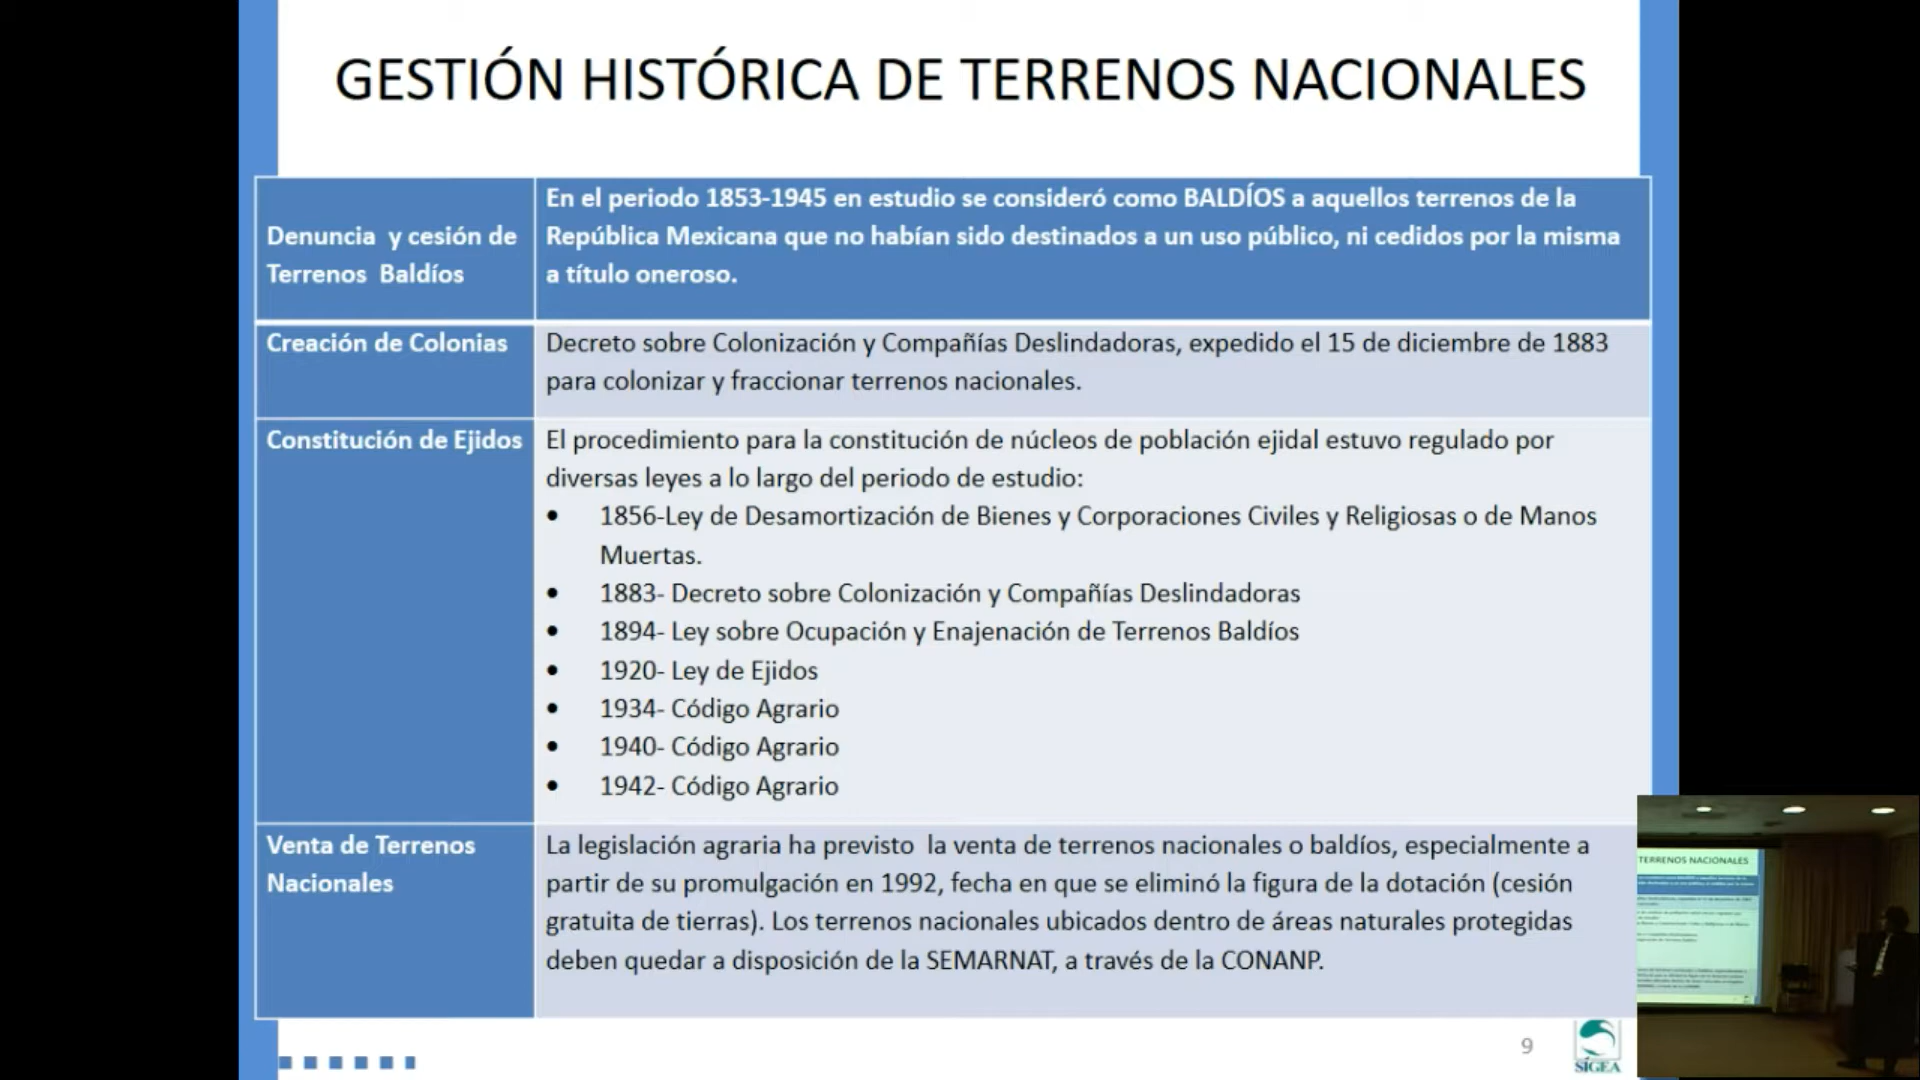 GESTIÓN HISTÓRICA DE TERRENOS NACIONALES
Denuncia y cesión de
Terrenos Baldíos
En el periodo 1853-1945 en estudio se consideró como BALDÍOS a aquellos terrenos de la
República Mexicana que no habían sido destinados a un uso público, ni cedidos por la misma
a título oneroso.
Creación de Colonias
Decreto sobre Colonización y Compañías Deslindadoras, expedido el 15 de diciembre de 1883
para colonizar y fraccionar terrenos nacionales.
Constitución de Ejidos
El procedimiento para la constitución de núcleos de población ejidal estuvo regulado por
diversas leyes a lo largo del periodo de estudio:
• 1856-Ley de Desamortización de Bienes y Corporaciones Civiles y Religiosas o de Manos
Muertas.
• 1883- Decreto sobre Colonización y Compañías Deslindadoras
• 1894- Ley sobre Ocupación y Enajenación de Terrenos Baldíos
• 1920- Ley de Ejidos
• 1934- Código Agrario
• 1940- Código Agrario
• 1942- Código Agrario
Venta de Terrenos
Nacionales
La legislación agraria ha previsto la venta de terrenos nacionales o baldíos, especialmente a
partir de su promulgación en 1992, fecha en que se eliminó la figura de la dotación (cesión
gratuita de tierras). Los terrenos nacionales ubicados dentro de áreas naturales protegidas
deben quedar a disposición de la SEMARNAT, a través de la CONANP.
9
SIGEA
TERRENOS NACIONALES